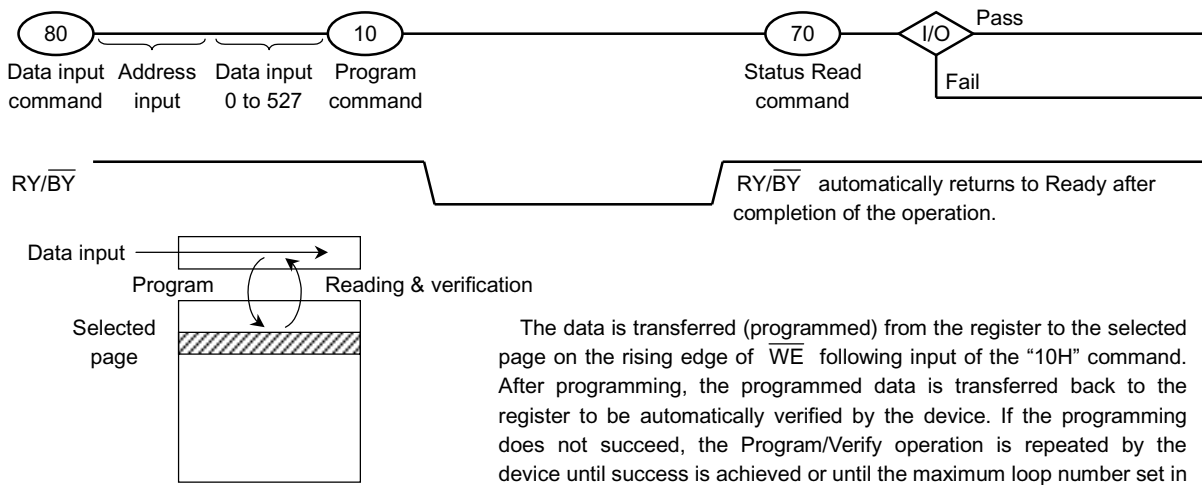 80 10 70 I/O Pass
Data input Address Data input Program Status Read Fail
command input 0 to 527 command command
RY/BY RY/BY automatically returns to Ready after
completion of the operation.
Data input
Program Reading & verification
Selected
page
The data is transferred (programmed) from the register to the selected
page on the rising edge of WE following input of the “10H” command.
After programming, the programmed data is transferred back to the
register to be automatically verified by the device. If the programming
does not succeed, the Program/Verify operation is repeated by the
device until success is achieved or until the maximum loop number set in